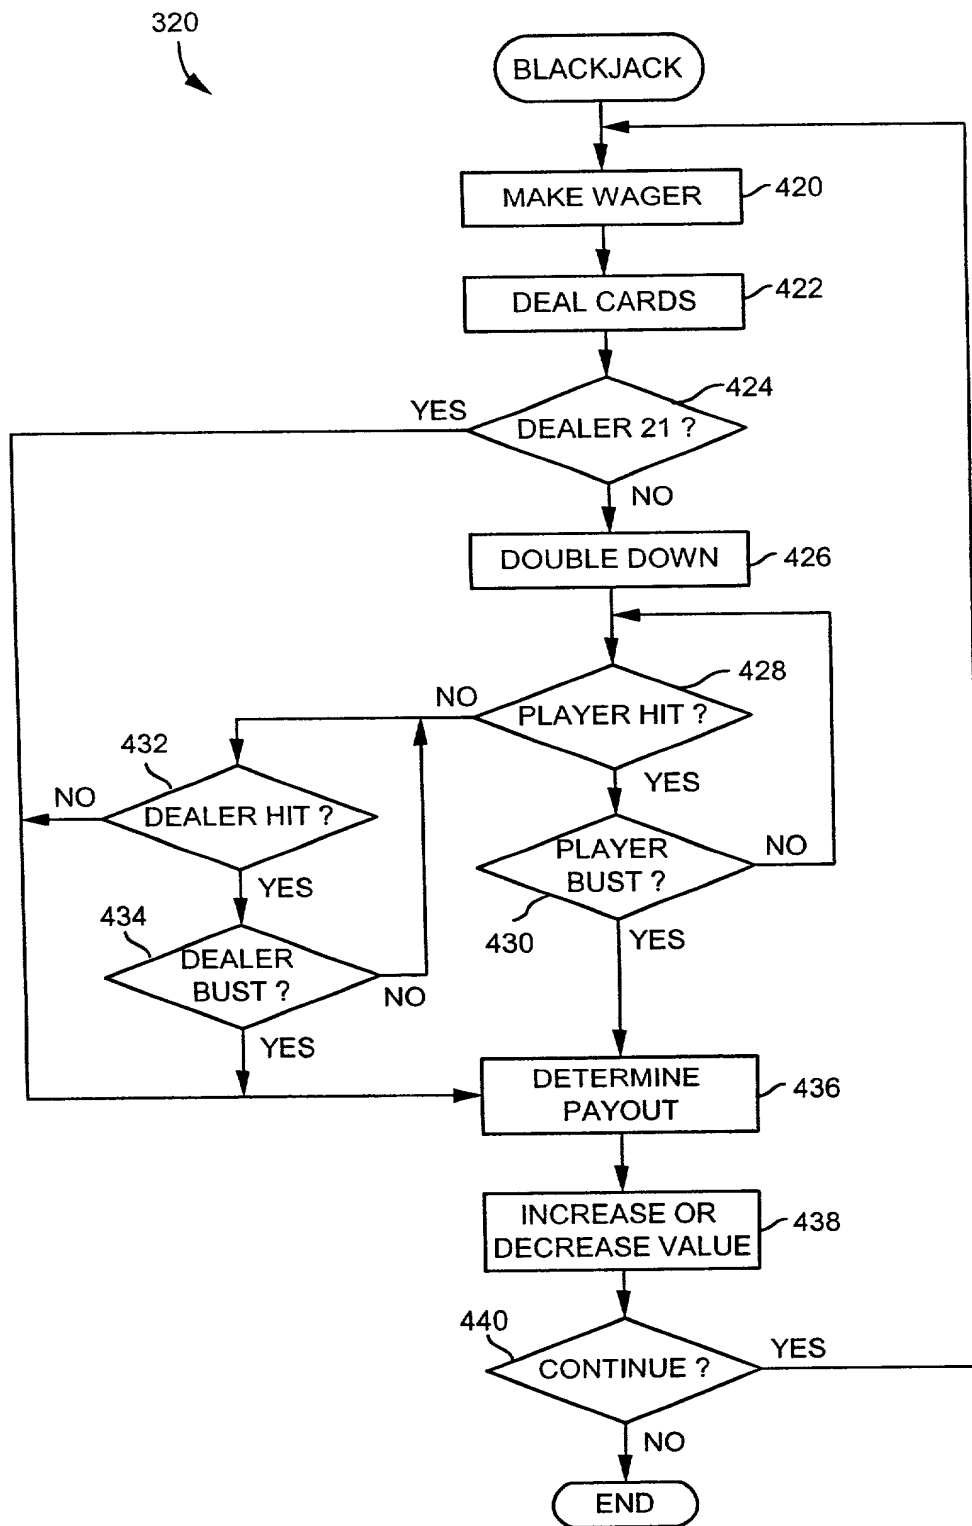 320
BLACKJACK
MAKE WAGER
420
DEAL CARDS
422
424
YES
DEALER 21 ?
NO
DOUBLE DOWN
426
428
NO
PLAYER HIT ?
432
YES
NO
DEALER HIT ?
PLAYER
BUST ?
NO
YES
434
430
YES
DEALER
BUST ?
NO
YES
DETERMINE
PAYOUT
436
INCREASE OR
DECREASE VALUE
438
440
YES
CONTINUE ?
NO
END